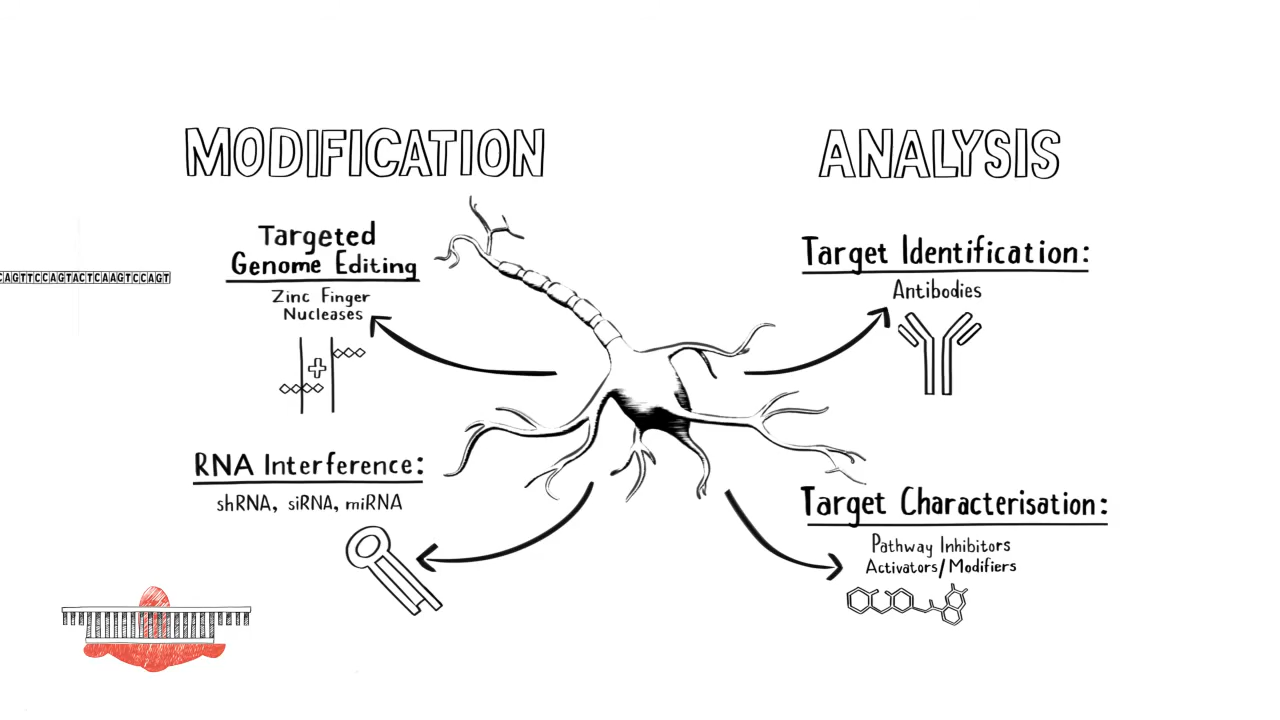 MODIFICATION
Targeted
Genome Editing
Zinc Finger
Nucleases
CAGTTCCAGTACTCAAGTCCAGT
RNA Interference:
shRNA, siRNA, miRNA
ANALYSIS
Target Identification:
Antibodies
Target Characterisation:
Pathway Inhibitors
Activators/Modifiers